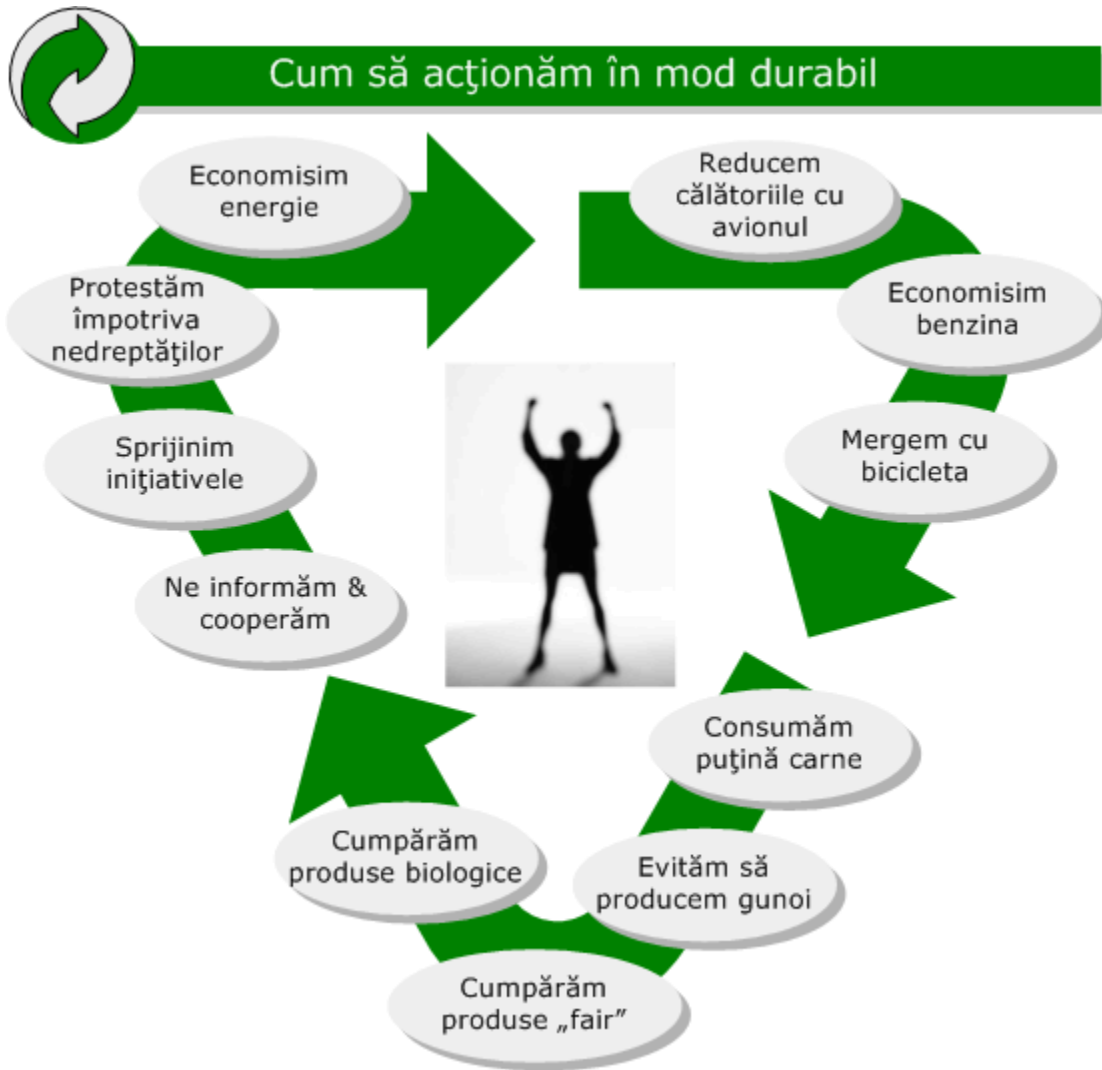 Cum să acţionăm în mod durabil
Economisim
energie
Reducem
călătoriile cu
avionul
Protestăm
împotriva
nedreptăţilor
Economisim
benzina
Sprijinim
iniţiativele
Mergem cu
bicicleta
Ne informăm &
cooperăm
Consumăm
puţină carne
Cumpărăm
produse biologice
Evităm să
producem gunoi
Cumpărăm
produse „fair”